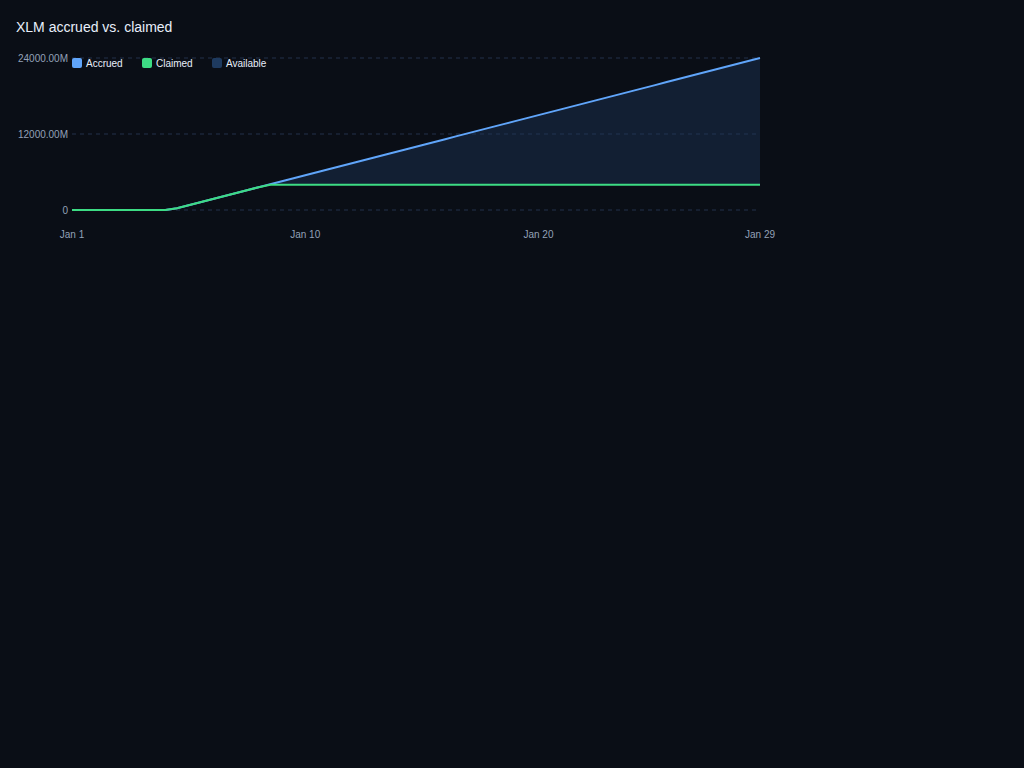 XLM accrued vs. claimed
24000.00M
Accrued Claimed Available
12000.00M
0
Jan 1 Jan 10 Jan 20 Jan 29